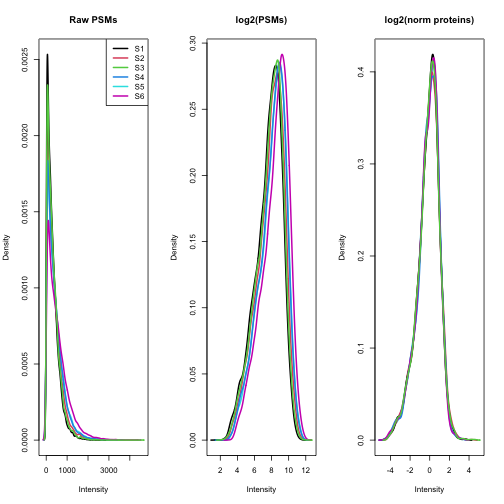 Raw PSMs
S1
S2
S3
S4
S5
S6
0.0025
0.0020
0.0015
0.0010
0.0005
0.0000
Density
0 1000 3000
Intensity
log2(PSMs)
0.30
0.25
0.20
0.15
0.10
0.05
0.00
Density
2 4 6 8 10 12
Intensity
log2(norm proteins)
0.4
0.3
0.2
0.1
0.0
Density
-4 -2 0 2 4
Intensity